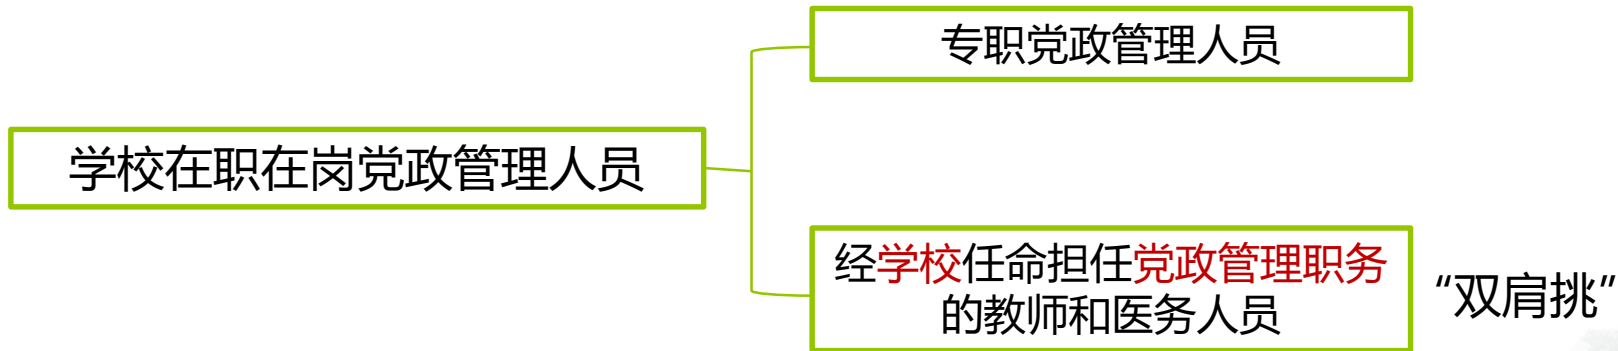 专职党政管理人员
学校在职在岗党政管理人员
经学校任命担任党政管理职务
的教师和医务人员
“双肩挑”